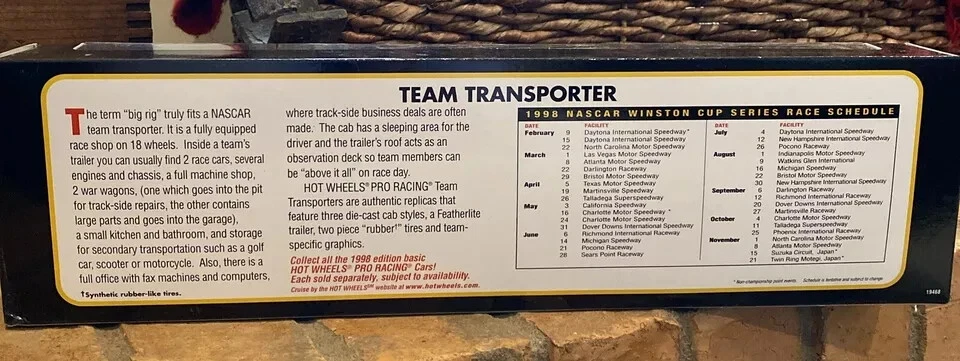 TEAM TRANSPORTER
The term "big rig" truly fits a NASCAR
team transporter. It is a fully equipped
race shop on 18 wheels. Inside a team's
trailer you can usually find 2 race cars, several
engines and chassis, a full machine shop,
2 war wagons, (one which goes into the pit
for track-side repairs, the other contains
large parts and goes into the garage),
a small kitchen and bathroom, and storage
for secondary transportation such as a golf
car, scooter or motorcycle. Also, there is a
full office with fax machines and computers,
†Synthetic rubber-like tires.
where track-side business deals are often
made. The cab has a sleeping area for the
driver and the trailer's roof acts as an
observation deck so team members can
be "above it all" on race day.
HOT WHEELS® PRO RACING® Team
Transporters are authentic replicas that
feature three die-cast cab styles, a Featherlite
trailer, two piece "rubber†" tires and team-
specific graphics.
Collect all the 1998 edition basic
HOT WHEELS® PRO RACING® Cars!
Each sold separately, subject to availability.
Cruise by the HOT WHEELS℠ website at www.hotwheels.com.
1998 NASCAR WINSTON CUP SERIES RACE SCHEDULE
DATE FACILITY
February 9 Daytona International Speedway*
15 Daytona International Speedway
22 North Carolina Motor Speedway
March 1 Las Vegas Motor Speedway
8 Atlanta Motor Speedway
22 Darlington Raceway
29 Bristol Motor Speedway
April 5 Texas Motor Speedway
19 Martinsville Speedway
26 Talladega Superspeedway
May 3 California Speedway
16 Charlotte Motor Speedway *
24 Charlotte Motor Speedway
31 Dover Downs International Speedway
June 6 Richmond International Raceway
14 Michigan Speedway
21 Pocono Raceway
28 Sears Point Raceway
DATE FACILITY
July 4 Daytona International Speedway
12 New Hampshire International Speedway
26 Pocono Raceway
August 1 Indianapolis Motor Speedway
9 Watkins Glen International
16 Michigan Speedway
22 Bristol Motor Speedway
30 New Hampshire International Speedway
September 6 Darlington Raceway
12 Richmond International Raceway
20 Dover Downs International Speedway
27 Martinsville Raceway
October 4 Charlotte Motor Speedway
11 Talladega Superspeedway
25 Phoenix International Raceway
November 1 North Carolina Motor Speedway
8 Atlanta Motor Speedway
15 Suzuka Circuit, Japan*
21 Twin Ring Motegi, Japan*
* Non-championship point events. Schedule is tentative and subject to change.
19468